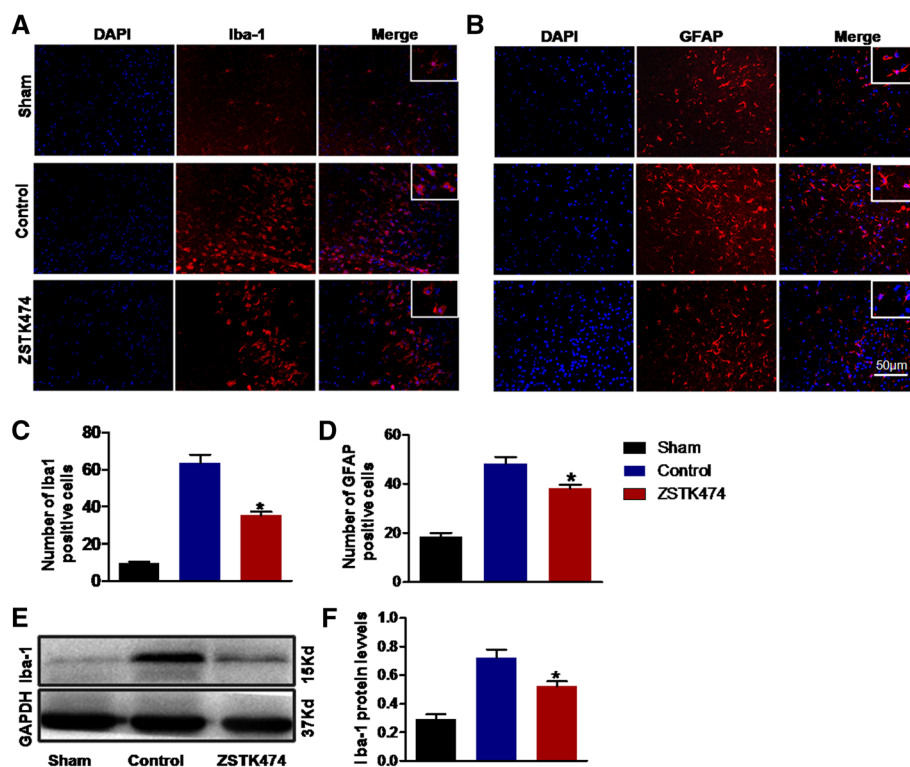 A
DAPI Iba-1 Merge
Sham
Control
ZSTK474
B
DAPI GFAP Merge
50μm
C
Number of Iba1
positive cells
80
60
40
20
0
*
D
Number of GFAP
positive cells
60
40
20
0
*
Sham
Control
ZSTK474
E
Iba-1
15Kd
GAPDH
37Kd
Sham Control ZSTK474
F
Iba-1 protein levvels
1.0
0.8
0.6
0.4
0.2
0.0
*